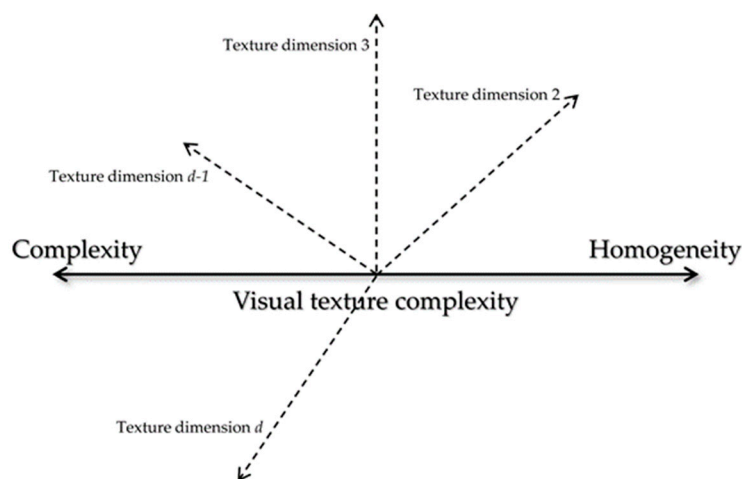 Texture dimension 3
Texture dimension 2
Texture dimension d-1
Complexity
Homogeneity
Visual texture complexity
Texture dimension d